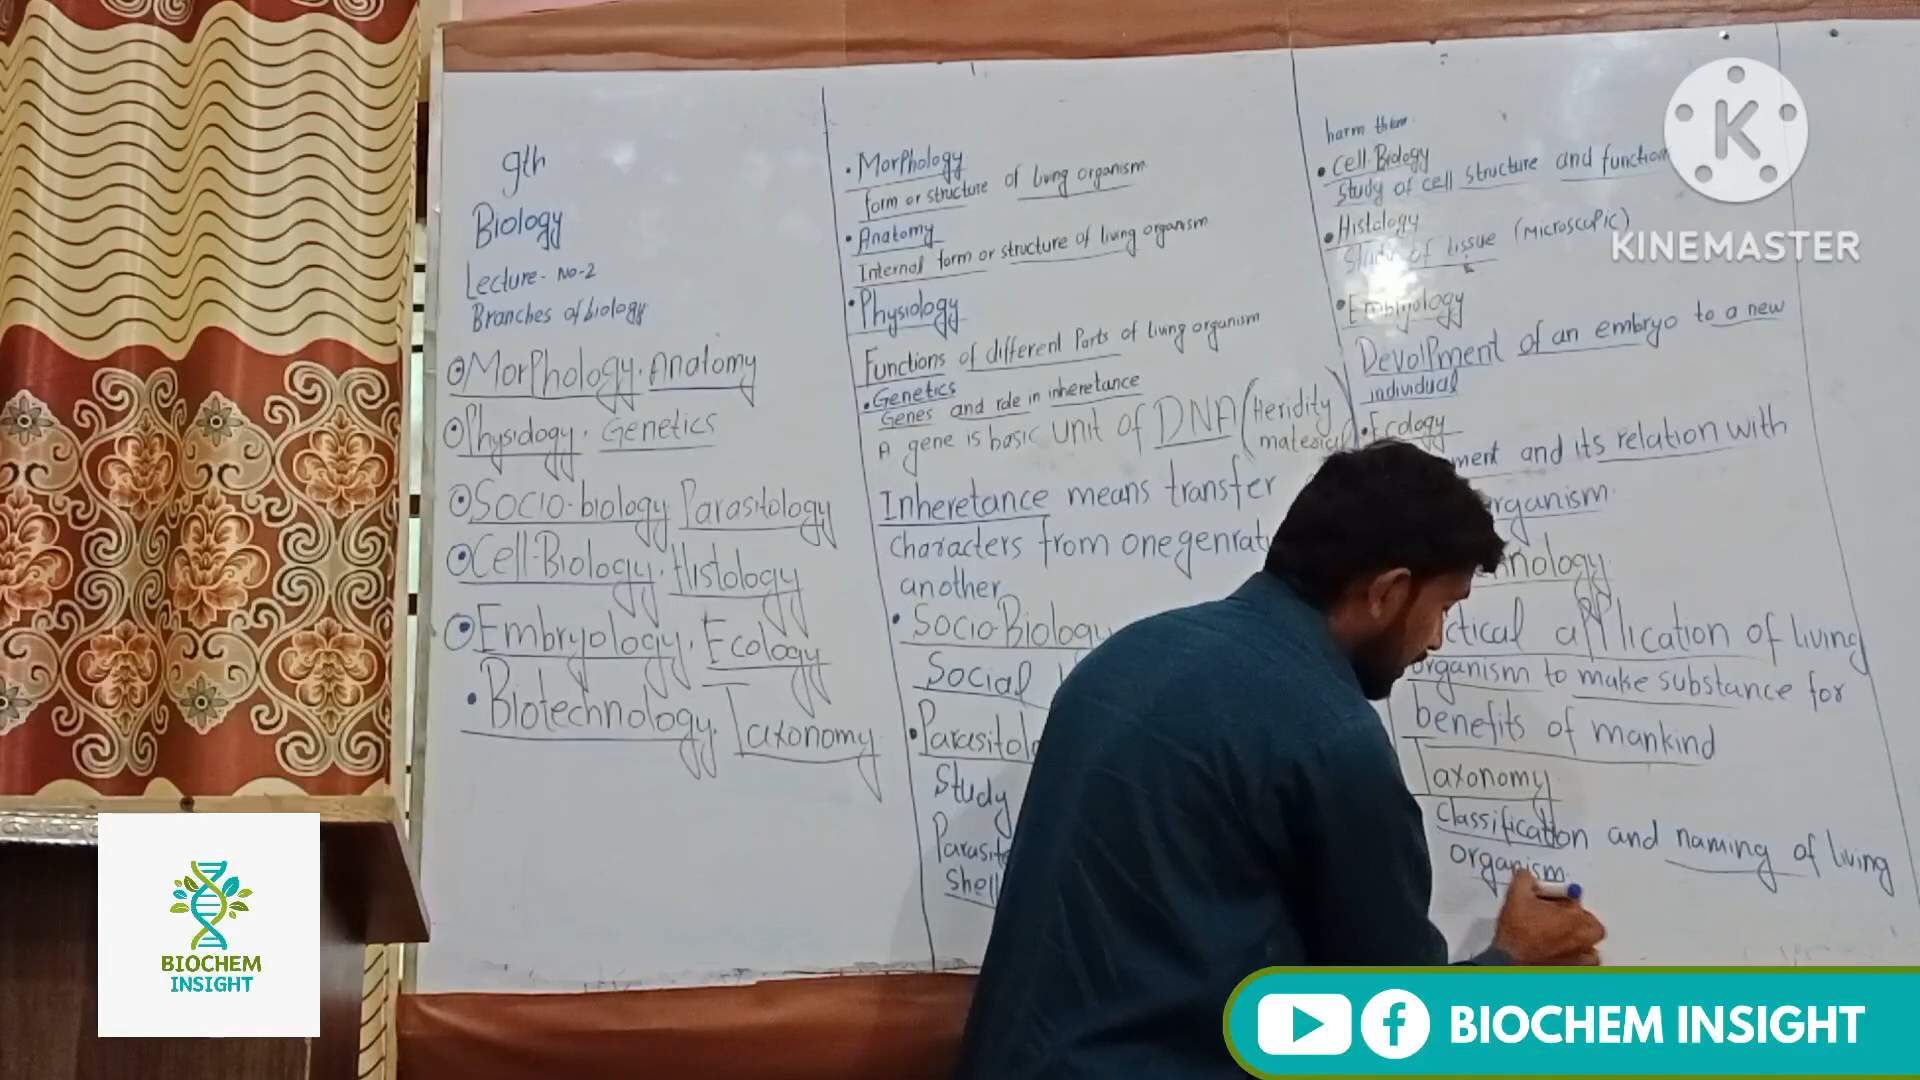 9th
Biology
Lecture- No-2
Branches of biology
Morphology. Anatomy
Physiology. Genetics
Socio-biology Parasitology
Cell-Biology. Histology
Embryology. Ecology
Biotechnology. Taxonomy
Morphology
form or structure of living organism
Anatomy
Internal form or structure of living organism
Physiology
Functions of different Parts of living organism
Genetics
Genes and role in inheretance
A gene is basic unit of DNA (Heridity
material)
Inheretance means transfer
characters from one genrati
another
Socio-Biology
Social
Parasitolo
Study
Parasite
Shell
harm them.
Cell-Biology
Study of cell structure and function
Histology
Study of tissue (Microscopic)
Embryology
DevolPment of an embryo to a new
individual
Ecology
ment and its relation with
organism.
nology
ctical application of living
organism to make substance for
benefits of mankind
Taxonomy
Classification and naming of living
organism.
K
KINEMASTER
BIOCHEM
INSIGHT
BIOCHEM INSIGHT